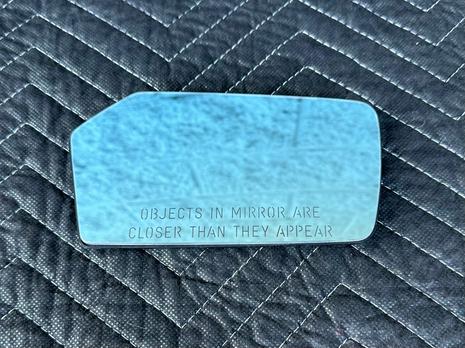 OBJECTS IN MIRROR ARE
CLOSER THAN THEY APPEAR